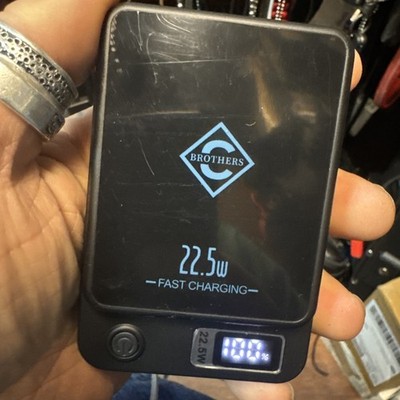 C
BROTHERS
22.5W
FAST CHARGING
22.5W
100%